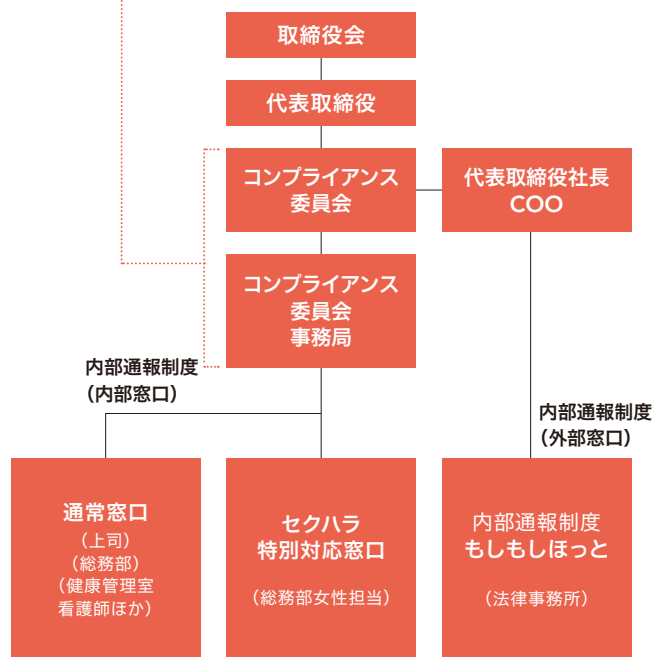 取締役会
代表取締役
コンプライアンス
委員会
代表取締役社長
COO
コンプライアンス
委員会
事務局
内部通報制度
（内部窓口）
内部通報制度
（外部窓口）
通常窓口
（上司）
（総務部）
（健康管理室
看護師ほか）
セクハラ
特別対応窓口
（総務部女性担当）
内部通報制度
もしもしほっと
（法律事務所）